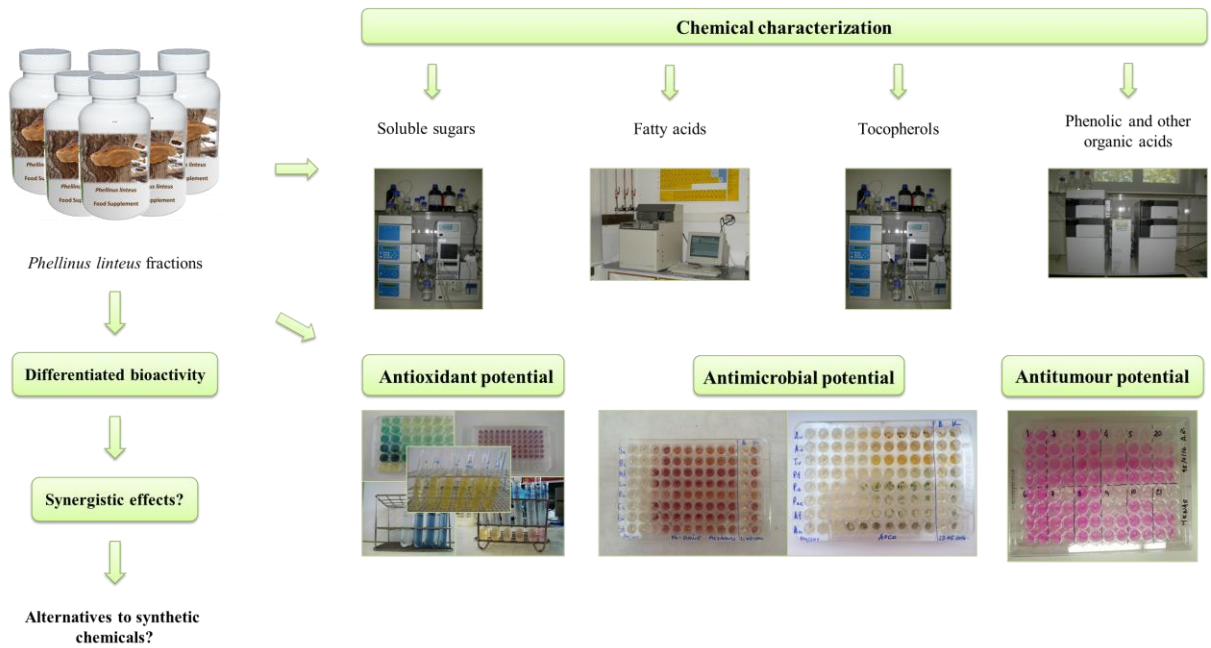 Chemical characterization
Soluble sugars
Fatty acids
Tocopherols
Phenolic and other
organic acids
Phellinus linteus
Food Supplement
Phellinus linteus fractions
Differentiated bioactivity
Synergistic effects?
Alternatives to synthetic
chemicals?
Antioxidant potential
Antimicrobial potential
Antitumour potential